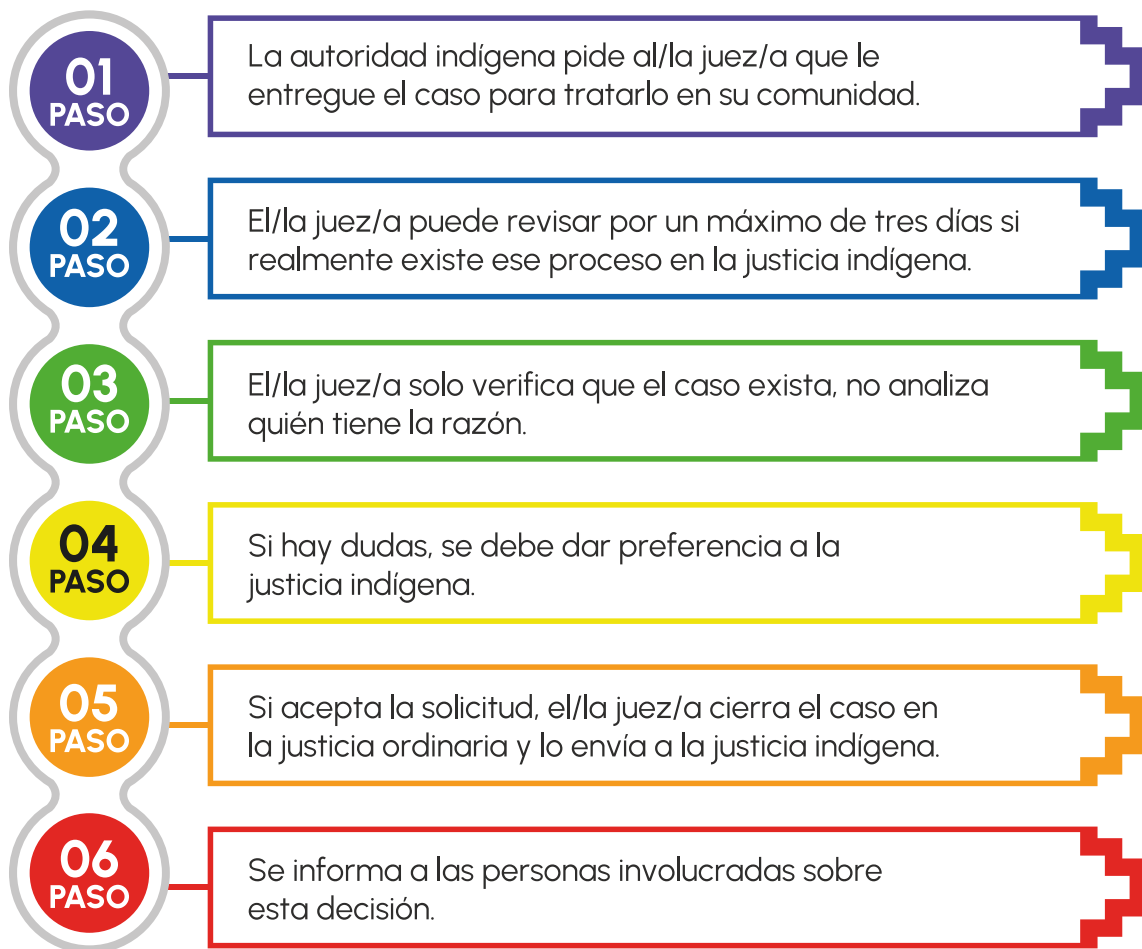 01
PASO
La autoridad indígena pide al/la juez/a que le
entregue el caso para tratarlo en su comunidad.
02
PASO
El/la juez/a puede revisar por un máximo de tres días si
realmente existe ese proceso en la justicia indígena.
03
PASO
El/la juez/a solo verifica que el caso exista, no analiza
quién tiene la razón.
04
PASO
Si hay dudas, se debe dar preferencia a la
justicia indígena.
05
PASO
Si acepta la solicitud, el/la juez/a cierra el caso en
la justicia ordinaria y lo envía a la justicia indígena.
06
PASO
Se informa a las personas involucradas sobre
esta decisión.